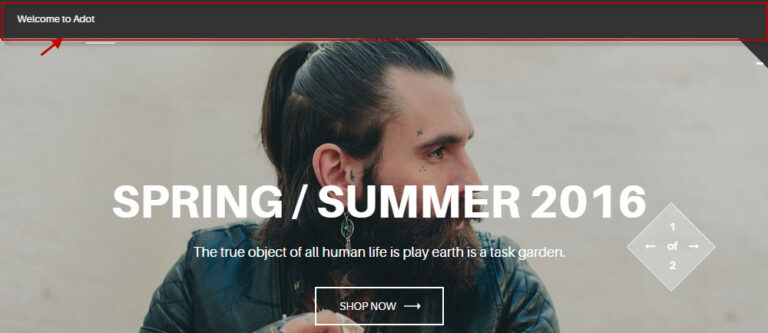 Welcome to Adot
SPRING / SUMMER 2016
The true object of all human life is play earth is a task garden.
SHOP NOW
1
of
2